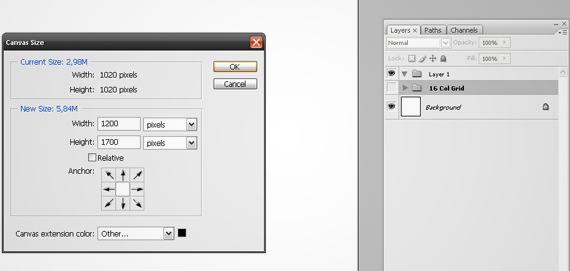 Canvas Size
Current Size: 2,98M
Width: 1020 pixels
Height: 1020 pixels
OK
Cancel
New Size: 5,84M
Width: 1200 pixels
Height: 1700 pixels
Relative
Anchor:
Canvas extension color: Other...
Layers × Paths Channels
Normal Opacity: 100%
Lock: Fill: 100%
Layer 1
16 Col Grid
Background